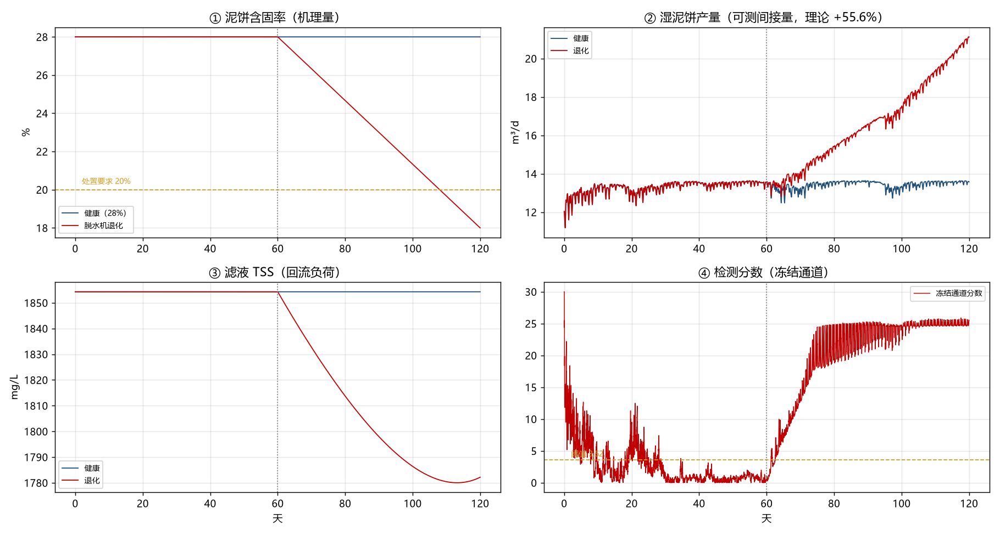 ① 泥饼含固率（机理量）
28
26
24
22
20
18
%
处置要求 20%
健康（28%）
脱水机退化
0 20 40 60 80 100 120
② 湿泥饼产量（可测间接量，理论 +55.6%）
健康
退化
20
18
16
14
12
m³/d
0 20 40 60 80 100 120
③ 滤液 TSS（回流负荷）
1850
1840
1830
1820
1810
1800
1790
1780
mg/L
健康
退化
0 20 40 60 80 100 120
天
④ 检测分数（冻结通道）
冻结通道分数
30
25
20
15
10
5
0
阈值 3.62
0 20 40 60 80 100 120
天